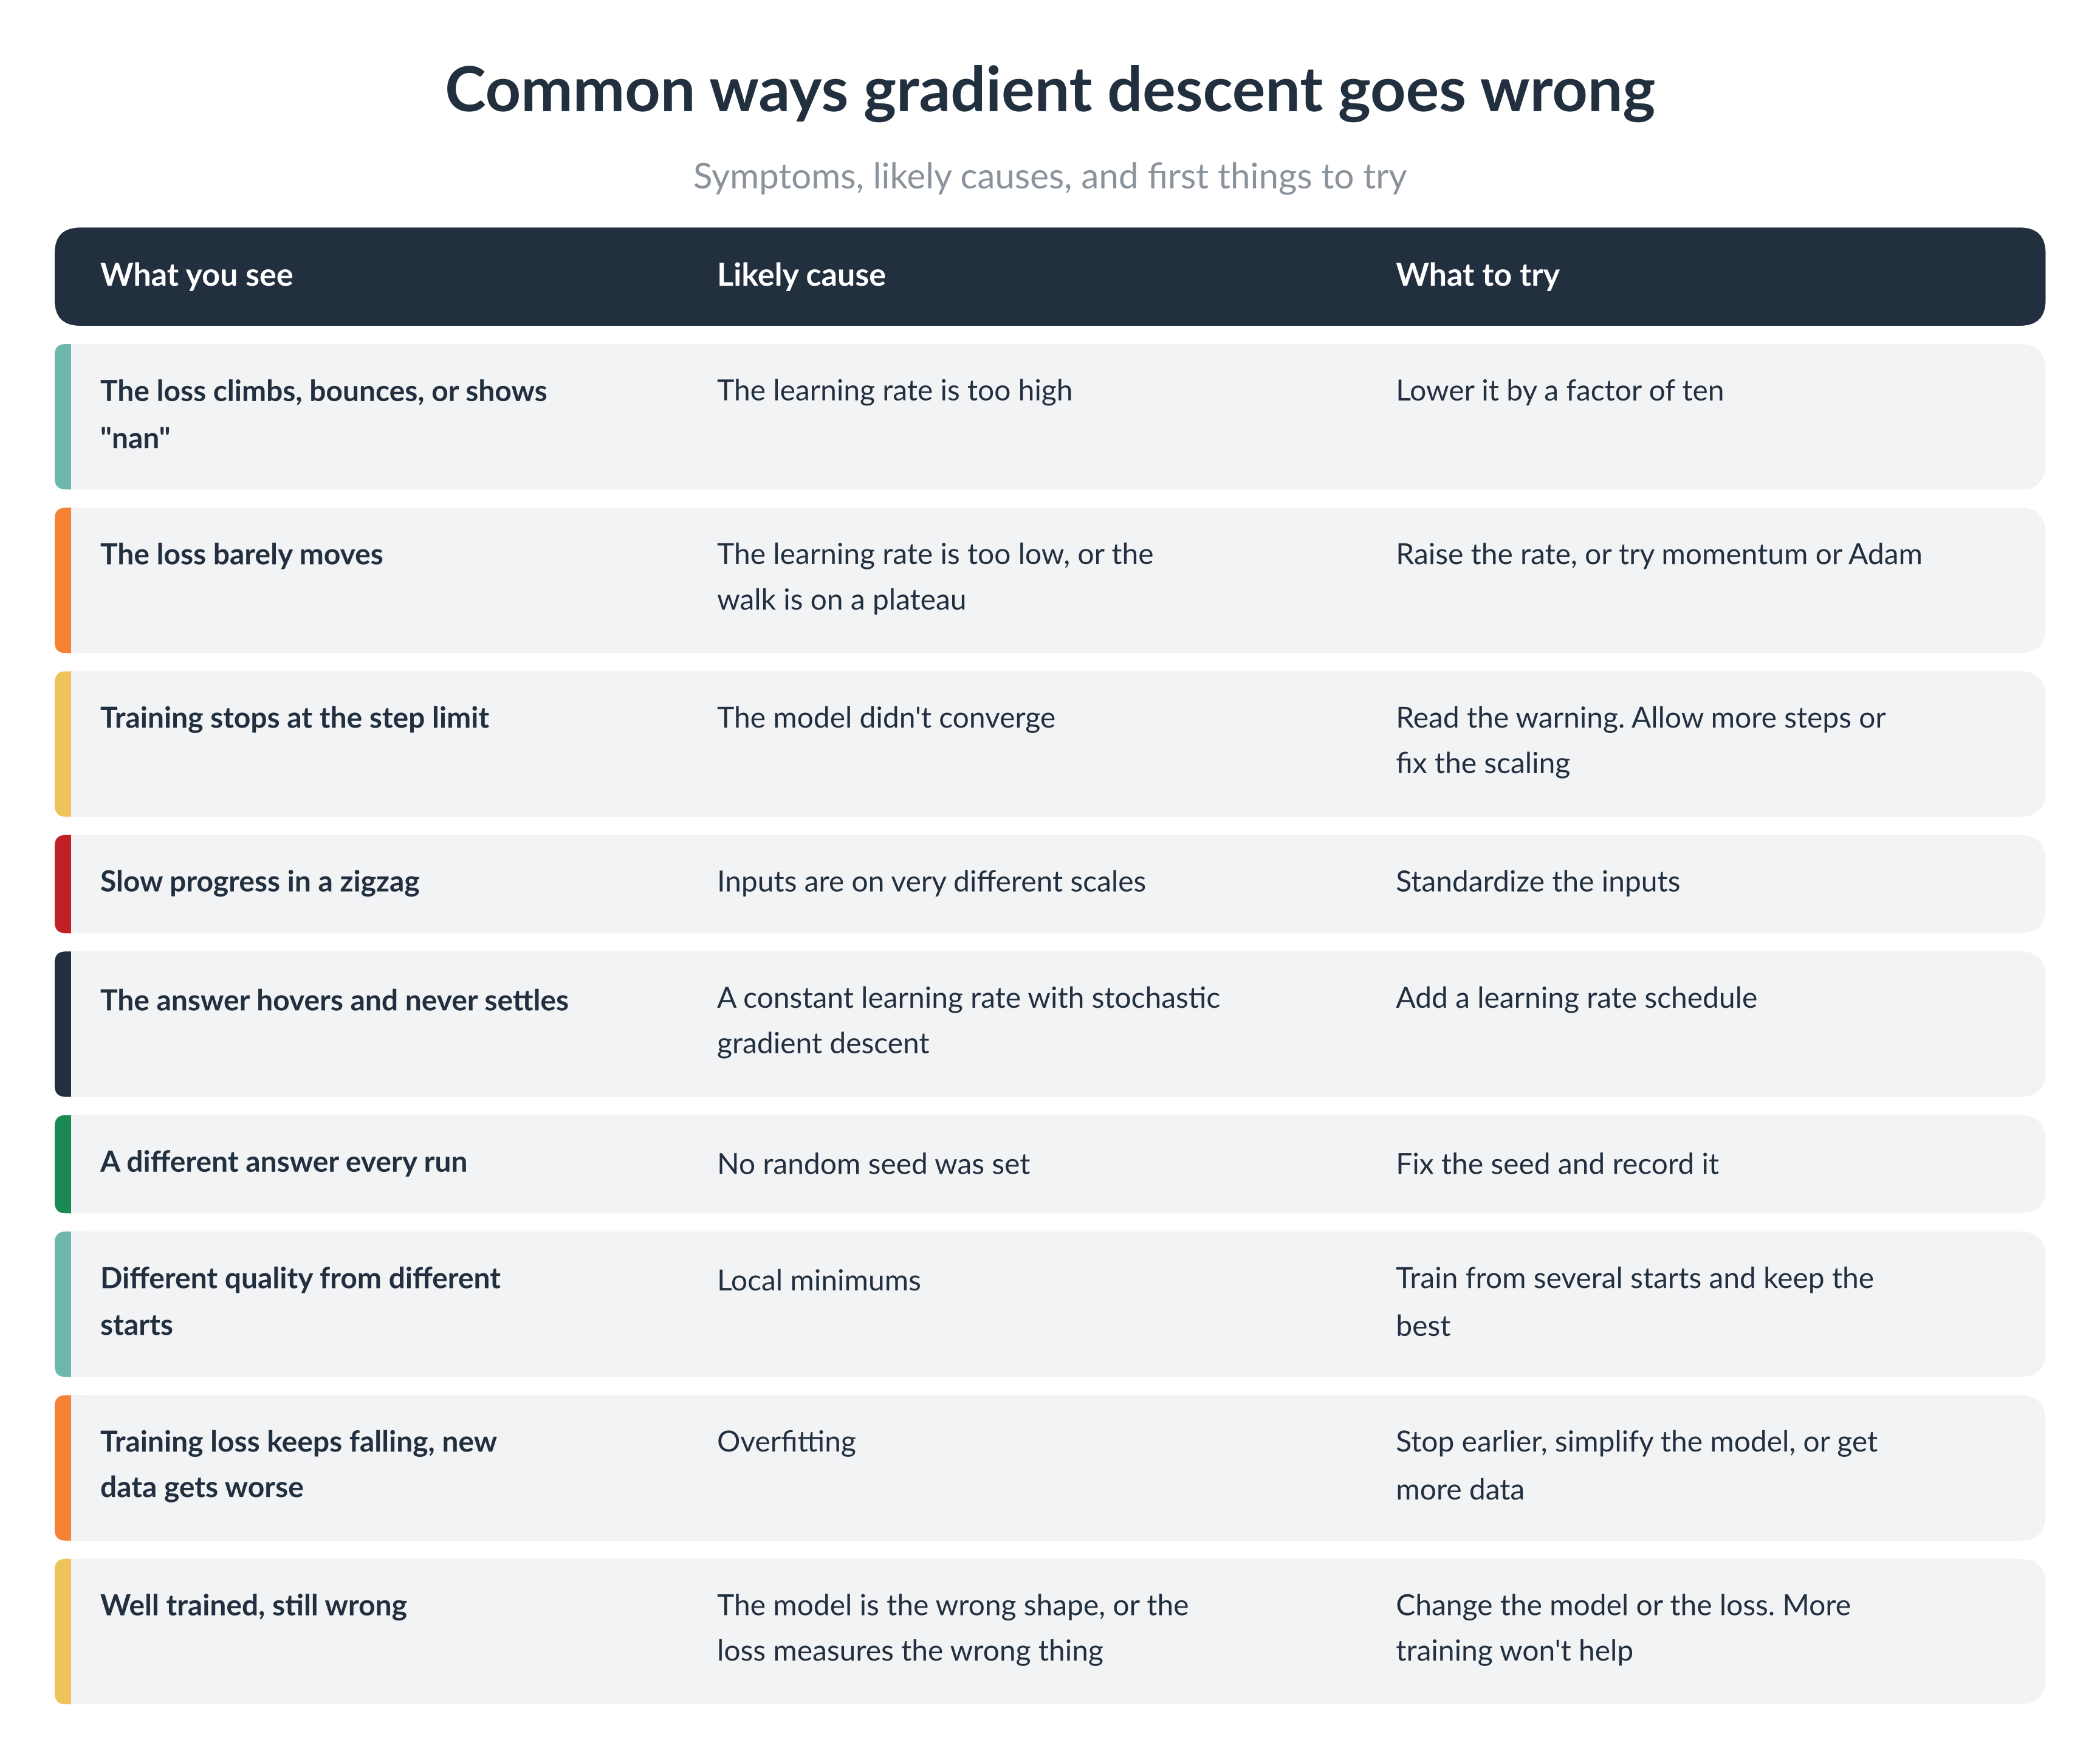 Common ways gradient descent goes wrong
Symptoms, likely causes, and first things to try
What you see
Likely cause
What to try
The loss climbs, bounces, or shows
"nan"
The learning rate is too high
Lower it by a factor of ten
The loss barely moves
The learning rate is too low, or the
walk is on a plateau
Raise the rate, or try momentum or Adam
Training stops at the step limit
The model didn't converge
Read the warning. Allow more steps or
fix the scaling
Slow progress in a zigzag
Inputs are on very different scales
Standardize the inputs
The answer hovers and never settles
A constant learning rate with stochastic
gradient descent
Add a learning rate schedule
A different answer every run
No random seed was set
Fix the seed and record it
Different quality from different
starts
Local minimums
Train from several starts and keep the
best
Training loss keeps falling, new
data gets worse
Overfitting
Stop earlier, simplify the model, or get
more data
Well trained, still wrong
The model is the wrong shape, or the
loss measures the wrong thing
Change the model or the loss. More
training won't help